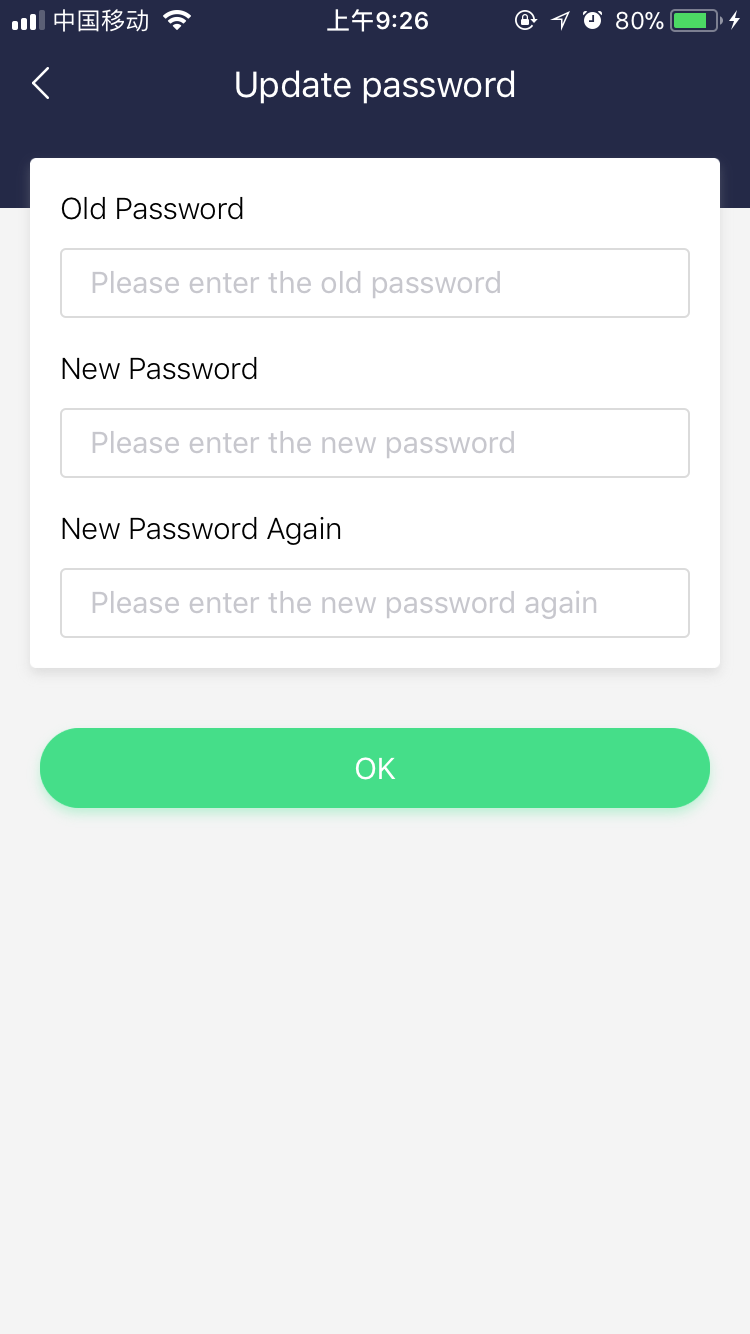 中国移动 上午9:26 80%
Update password
Old Password
Please enter the old password
New Password
Please enter the new password
New Password Again
Please enter the new password again
OK